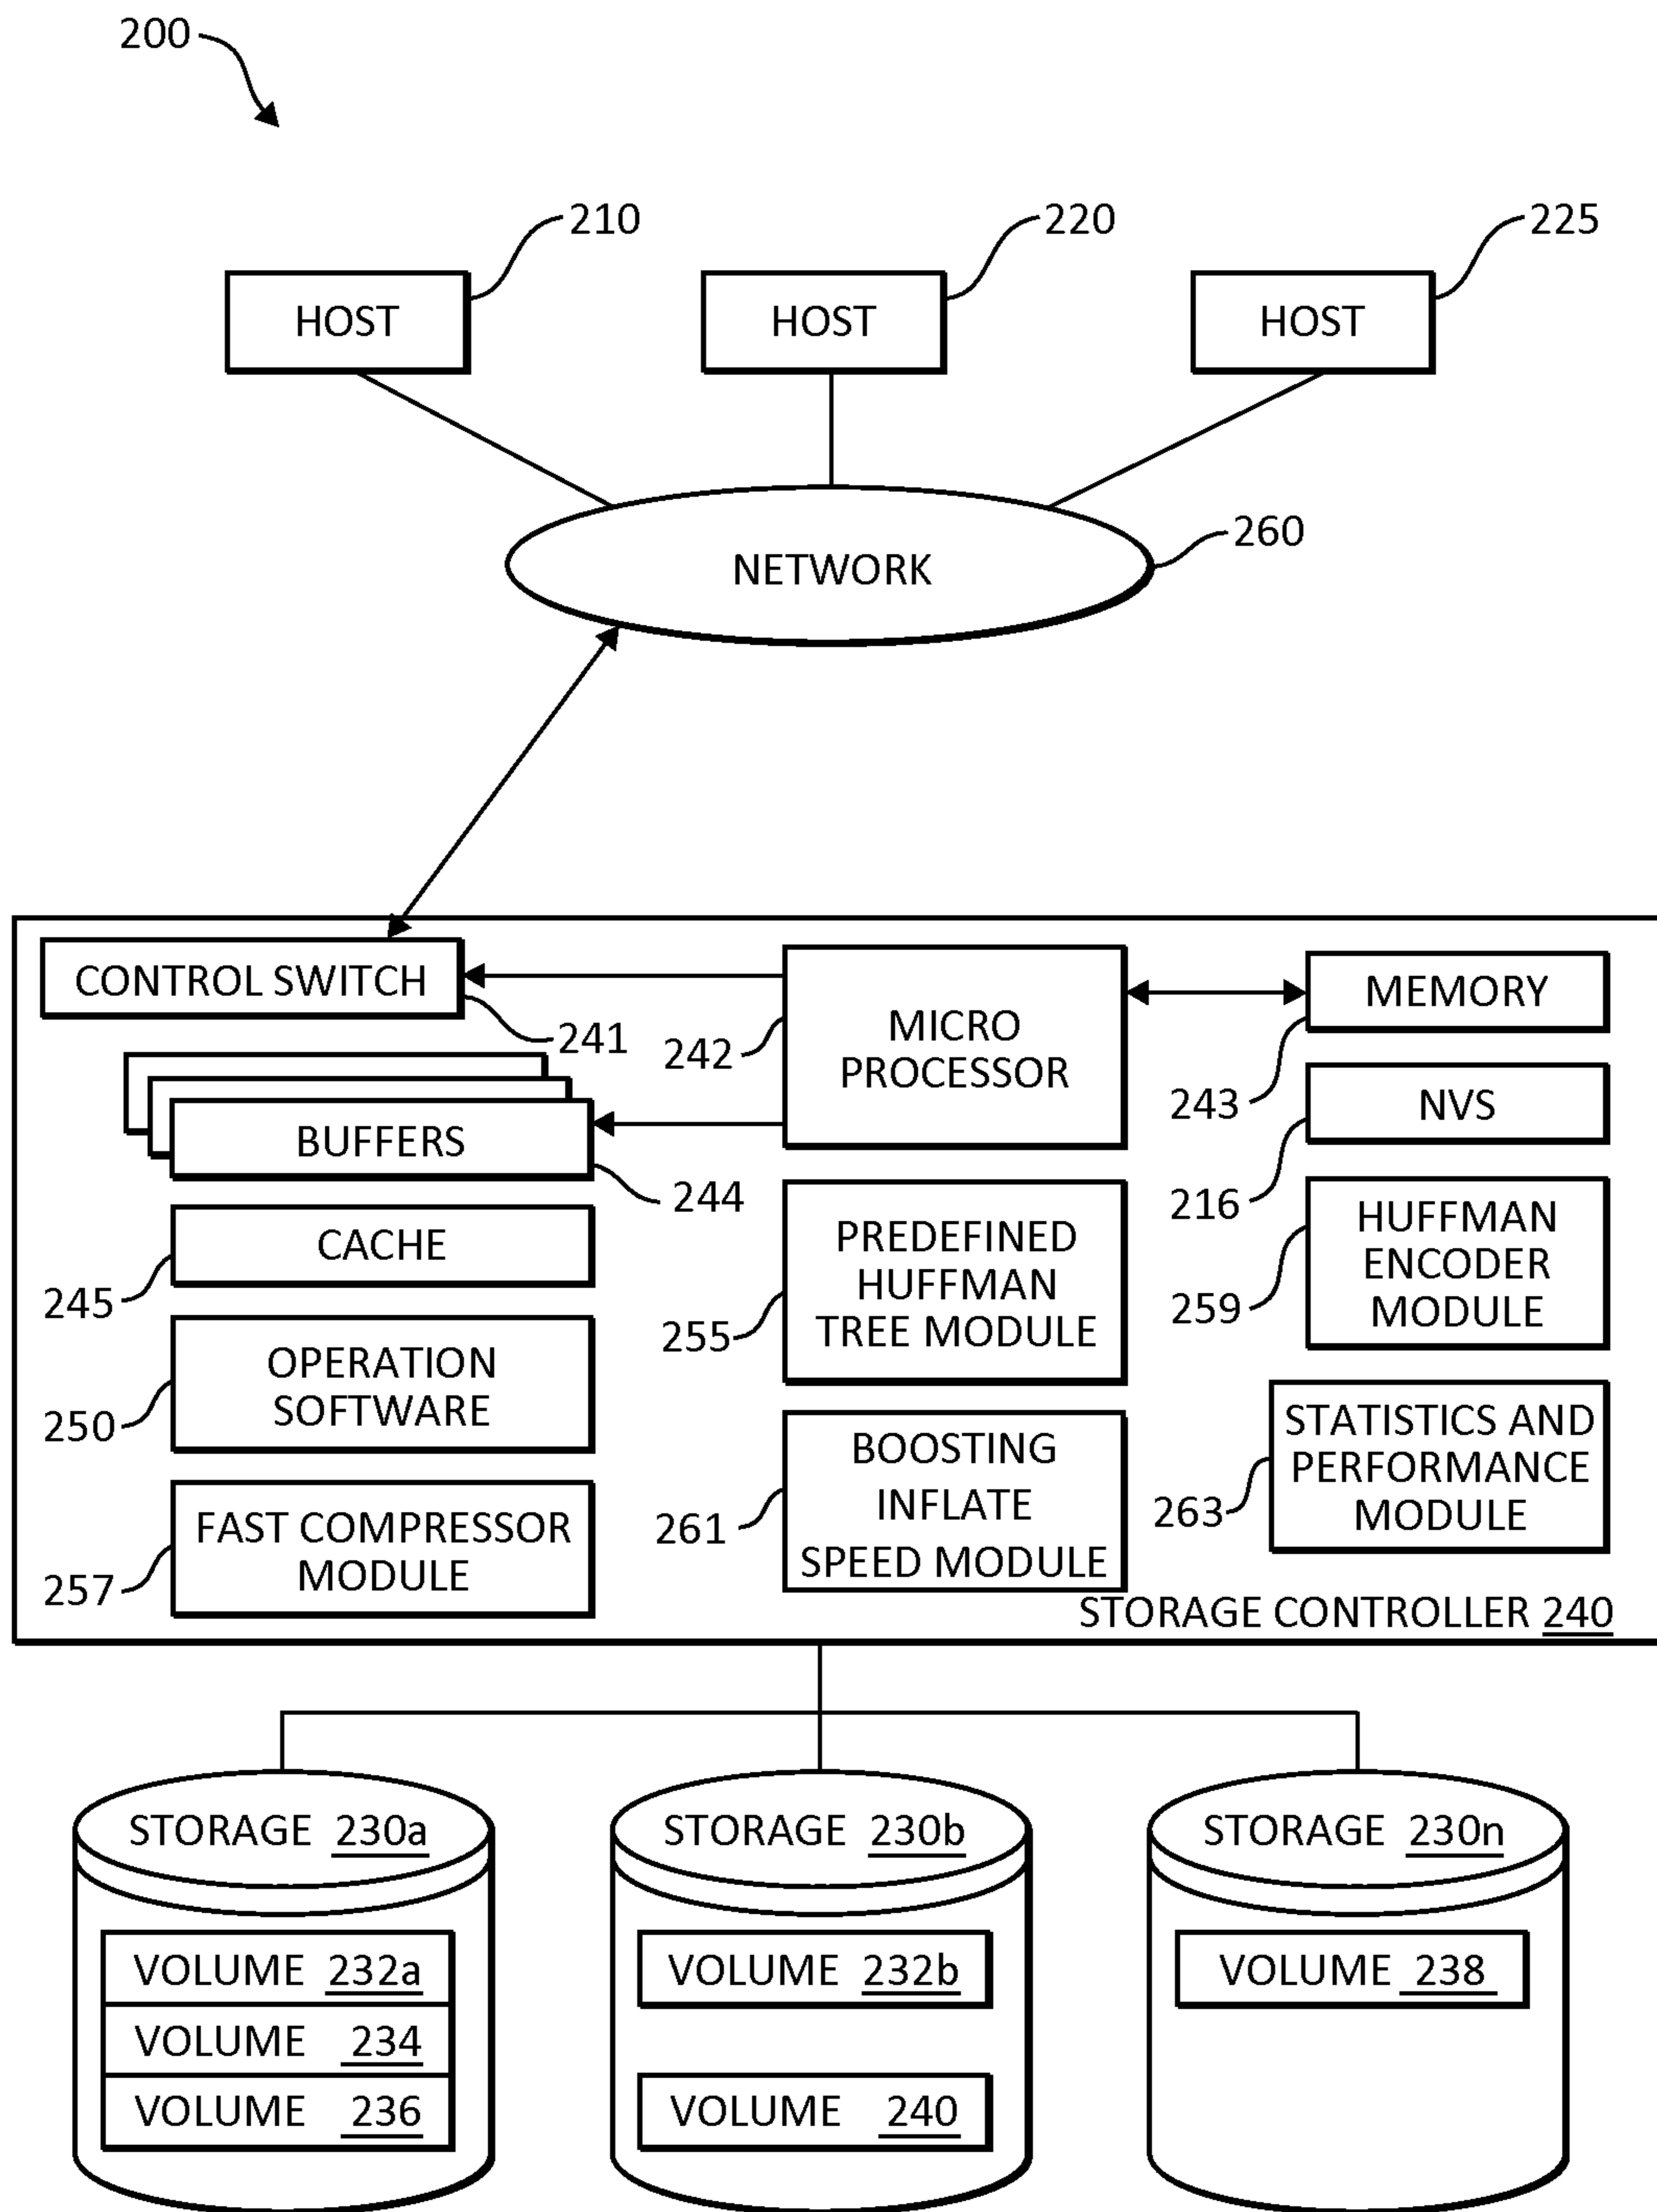 200
210
220
225
HOST
HOST
HOST
260
NETWORK
CONTROL SWITCH
241
242
MICRO
PROCESSOR
MEMORY
243
NVS
216
BUFFERS
244
CACHE
245
PREDEFINED
HUFFMAN
TREE MODULE
255
HUFFMAN
ENCODER
MODULE
259
OPERATION
SOFTWARE
250
BOOSTING
INFLATE
SPEED MODULE
261
STATISTICS AND
PERFORMANCE
MODULE
263
FAST COMPRESSOR
MODULE
257
STORAGE CONTROLLER 240
STORAGE 230a
VOLUME 232a
VOLUME 234
VOLUME 236
STORAGE 230b
VOLUME 232b
VOLUME 240
STORAGE 230n
VOLUME 238